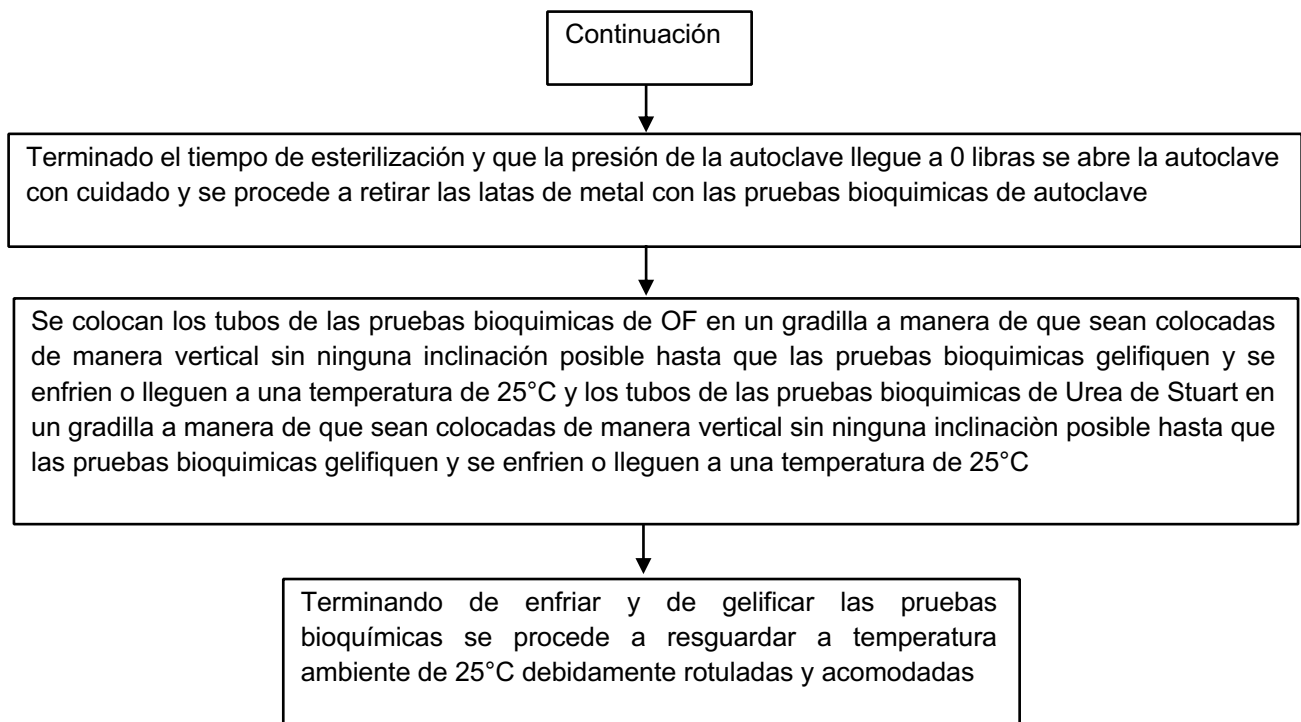 Continuación
Terminado el tiempo de esterilización y que la presión de la autoclave llegue a 0 libras se abre la autoclave
con cuidado y se procede a retirar las latas de metal con las pruebas bioquimicas de autoclave
Se colocan los tubos de las pruebas bioquimicas de OF en un gradilla a manera de que sean colocadas
de manera vertical sin ninguna inclinación posible hasta que las pruebas bioquimicas gelifiquen y se
enfrien o lleguen a una temperatura de 25°C y los tubos de las pruebas bioquimicas de Urea de Stuart en
un gradilla a manera de que sean colocadas de manera vertical sin ninguna inclinaciòn posible hasta que
las pruebas bioquimicas gelifiquen y se enfrien o lleguen a una temperatura de 25°C
Terminando de enfriar y de gelificar las pruebas
bioquímicas se procede a resguardar a temperatura
ambiente de 25°C debidamente rotuladas y acomodadas